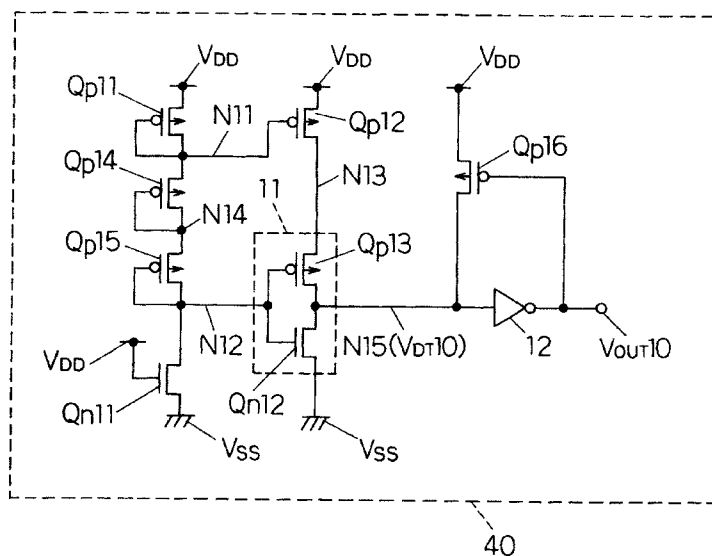 VDD VDD VDD
Qp11 N11 Qp12
Qp16
Qp14 N13
11
N14
Qp15 Qp13
N12 N15(VDT10) 12 VOUT10
VDD
Qn11 Qn12
VSS VSS
40